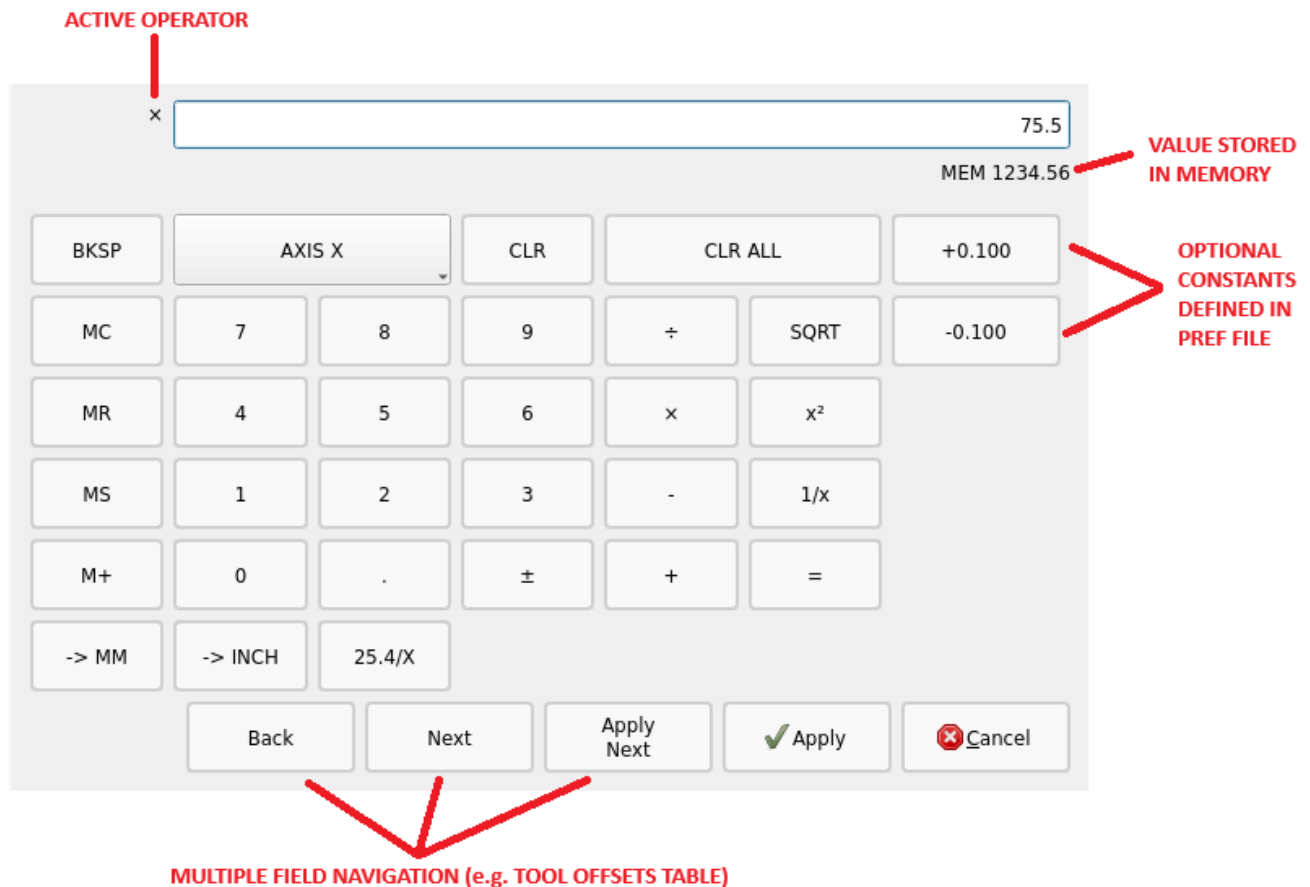 ACTIVE OPERATOR
×
75.5
MEM 1234.56
VALUE STORED
IN MEMORY
BKSP
AXIS X
CLR
CLR ALL
+0.100
OPTIONAL
CONSTANTS
DEFINED IN
PREF FILE
MC
7
8
9
÷
SQRT
-0.100
MR
4
5
6
×
x²
MS
1
2
3
-
1/x
M+
0
.
±
+
=
-> MM
-> INCH
25.4/X
Back
Next
Apply
Next
Apply
Cancel
MULTIPLE FIELD NAVIGATION (e.g. TOOL OFFSETS TABLE)